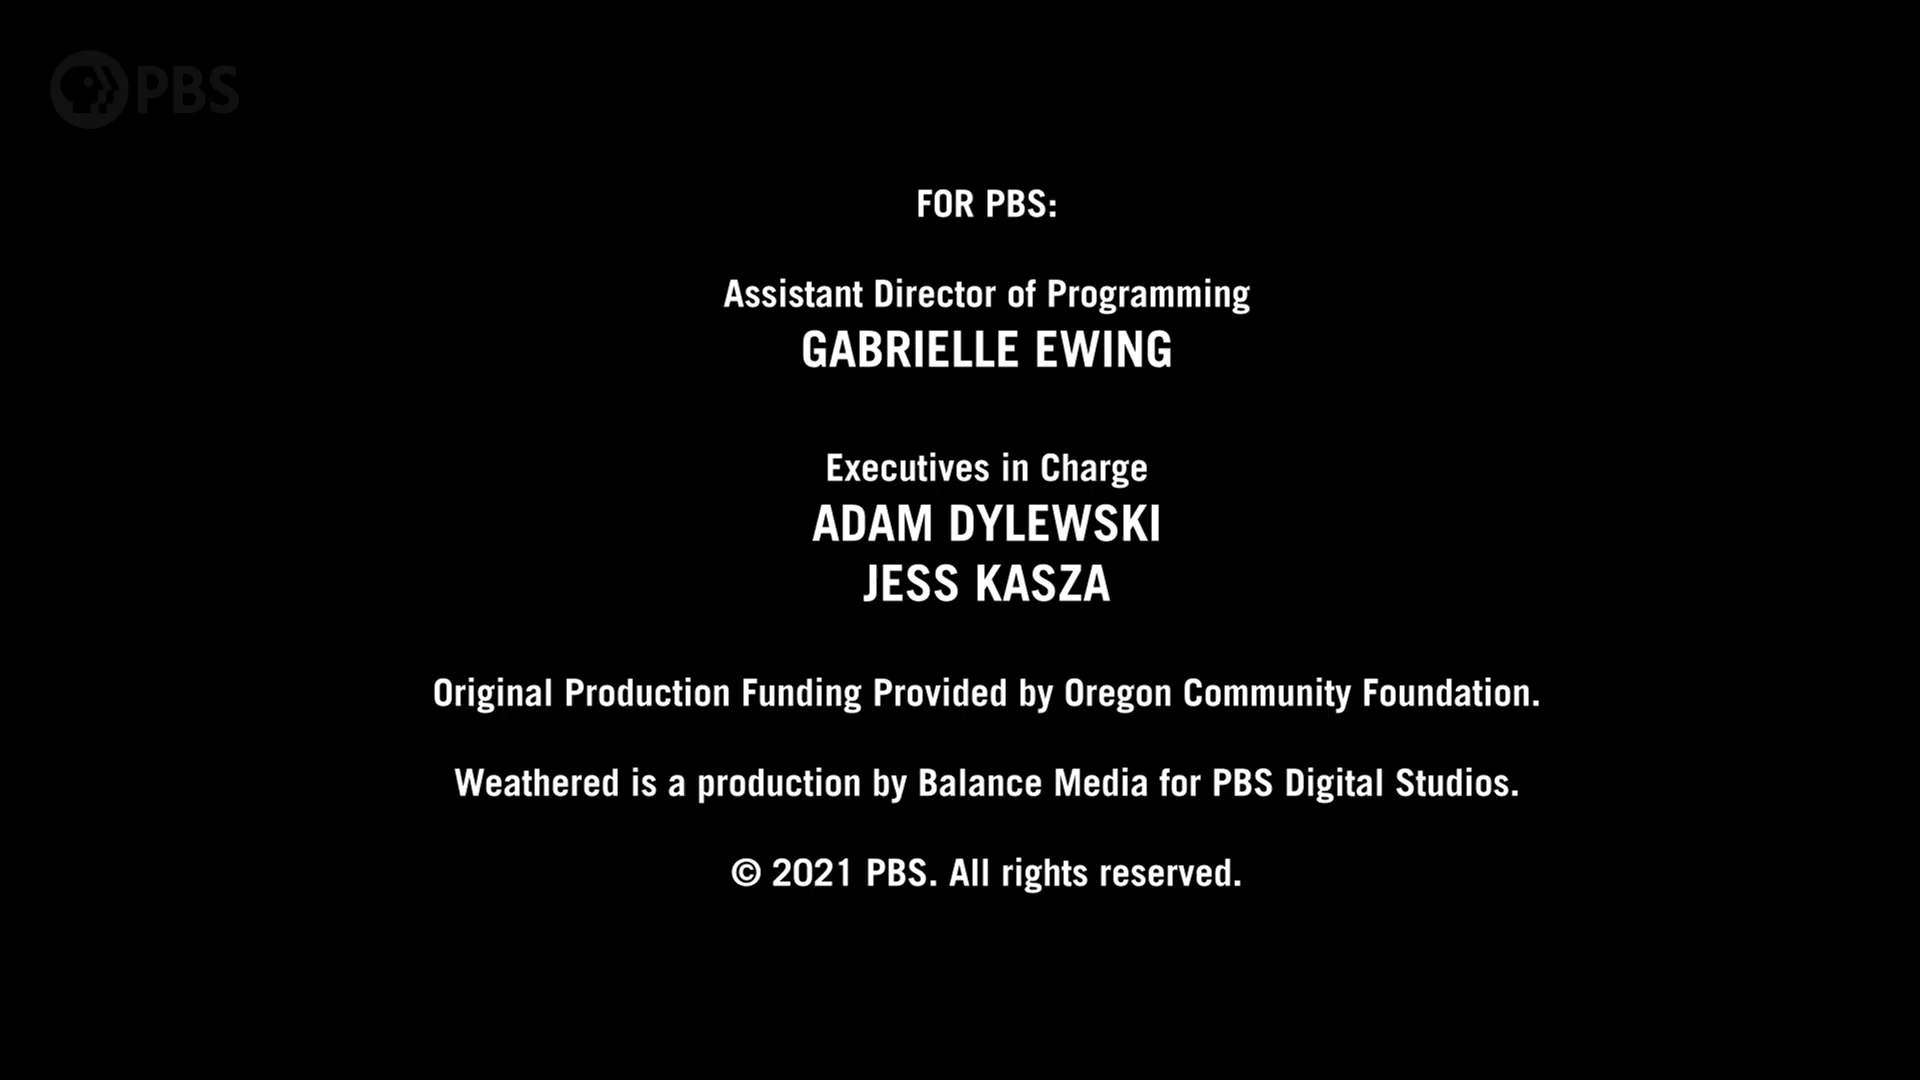 PBS
FOR PBS:
Assistant Director of Programming
GABRIELLE EWING
Executives in Charge
ADAM DYLEWSKI
JESS KASZA
Original Production Funding Provided by Oregon Community Foundation.
Weathered is a production by Balance Media for PBS Digital Studios.
© 2021 PBS. All rights reserved.